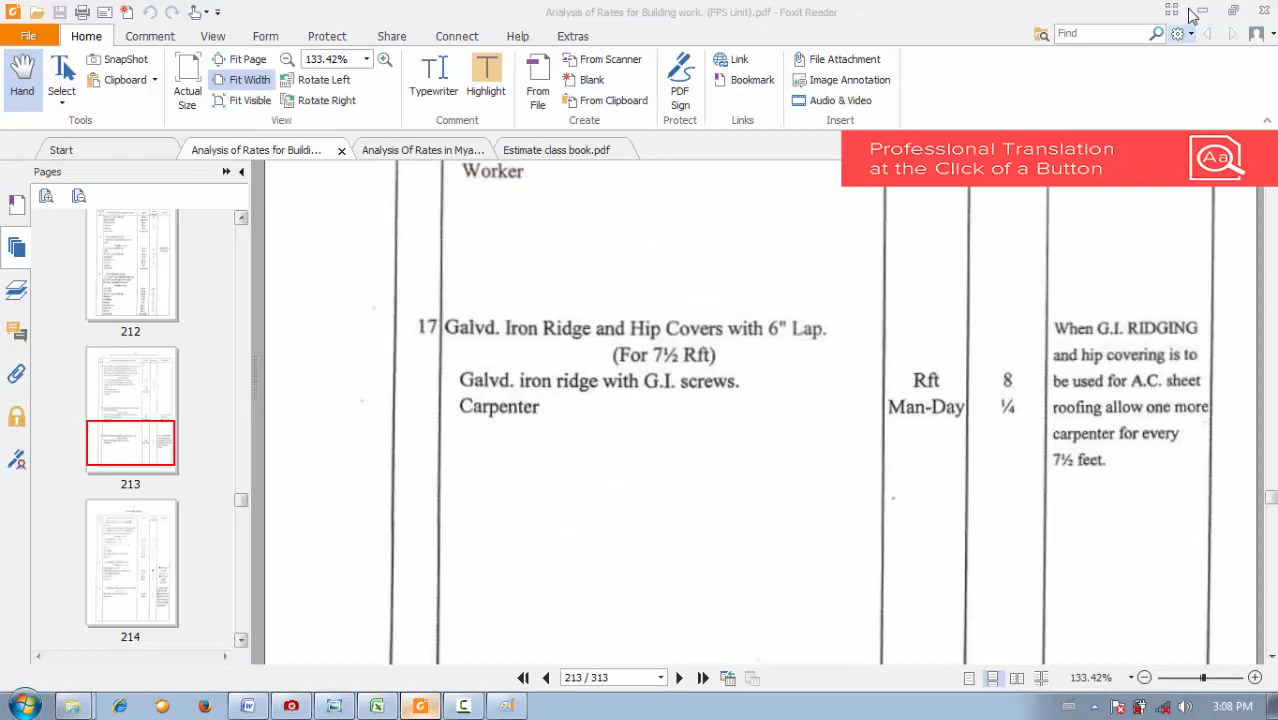 Analysis of Rates for Building work. (FPS Unit).pdf - Foxit Reader
File Home Comment View Form Protect Share Connect Help Extras
Find
Hand
Select
SnapShot
Clipboard
Tools
Actual Size
Fit Page
Fit Width
Fit Visible
133.42%
Rotate Left
Rotate Right
View
Typewriter
Highlight
Comment
From File
From Scanner
Blank
From Clipboard
Create
PDF Sign
Protect
Link
Bookmark
Links
File Attachment
Image Annotation
Audio & Video
Insert
Start
Analysis of Rates for Buildi...
Analysis Of Rates in Mya...
Estimate class book.pdf
Professional Translation
at the Click of a Button
Aa
Pages
212
213
214
Worker
17 Galvd. Iron Ridge and Hip Covers with 6" Lap.
(For 7½ Rft)
Galvd. iron ridge with G.I. screws. Rft 8
Carpenter Man-Day ¼
When G.I. RIDGING
and hip covering is to
be used for A.C. sheet
roofing allow one more
carpenter for every
7½ feet.
213 / 313
133.42%
3:08 PM